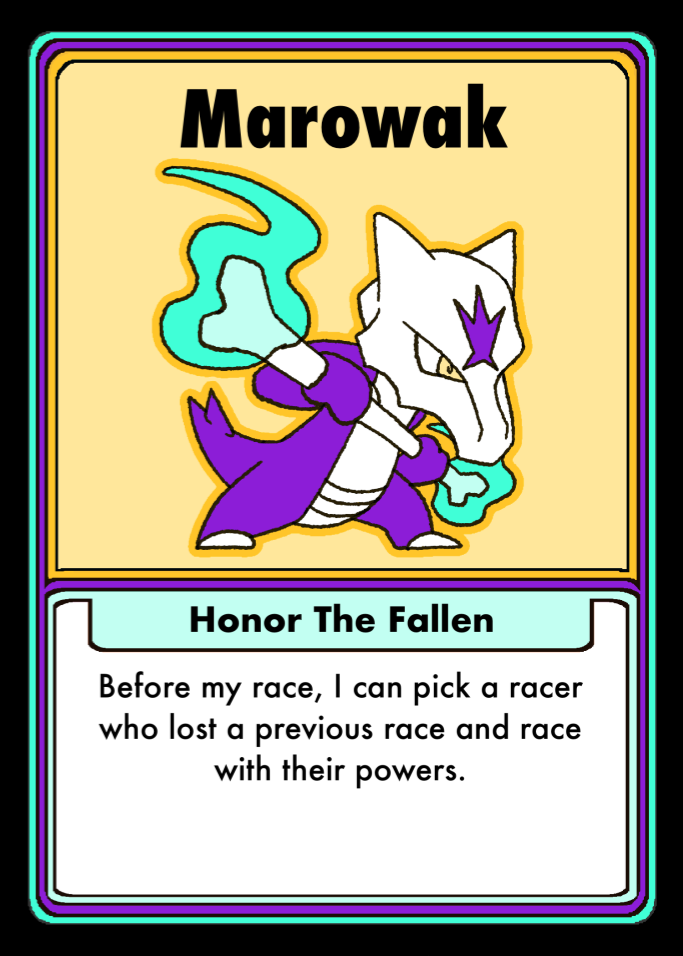 Marowak
Honor The Fallen
Before my race, I can pick a racer
who lost a previous race and race
with their powers.